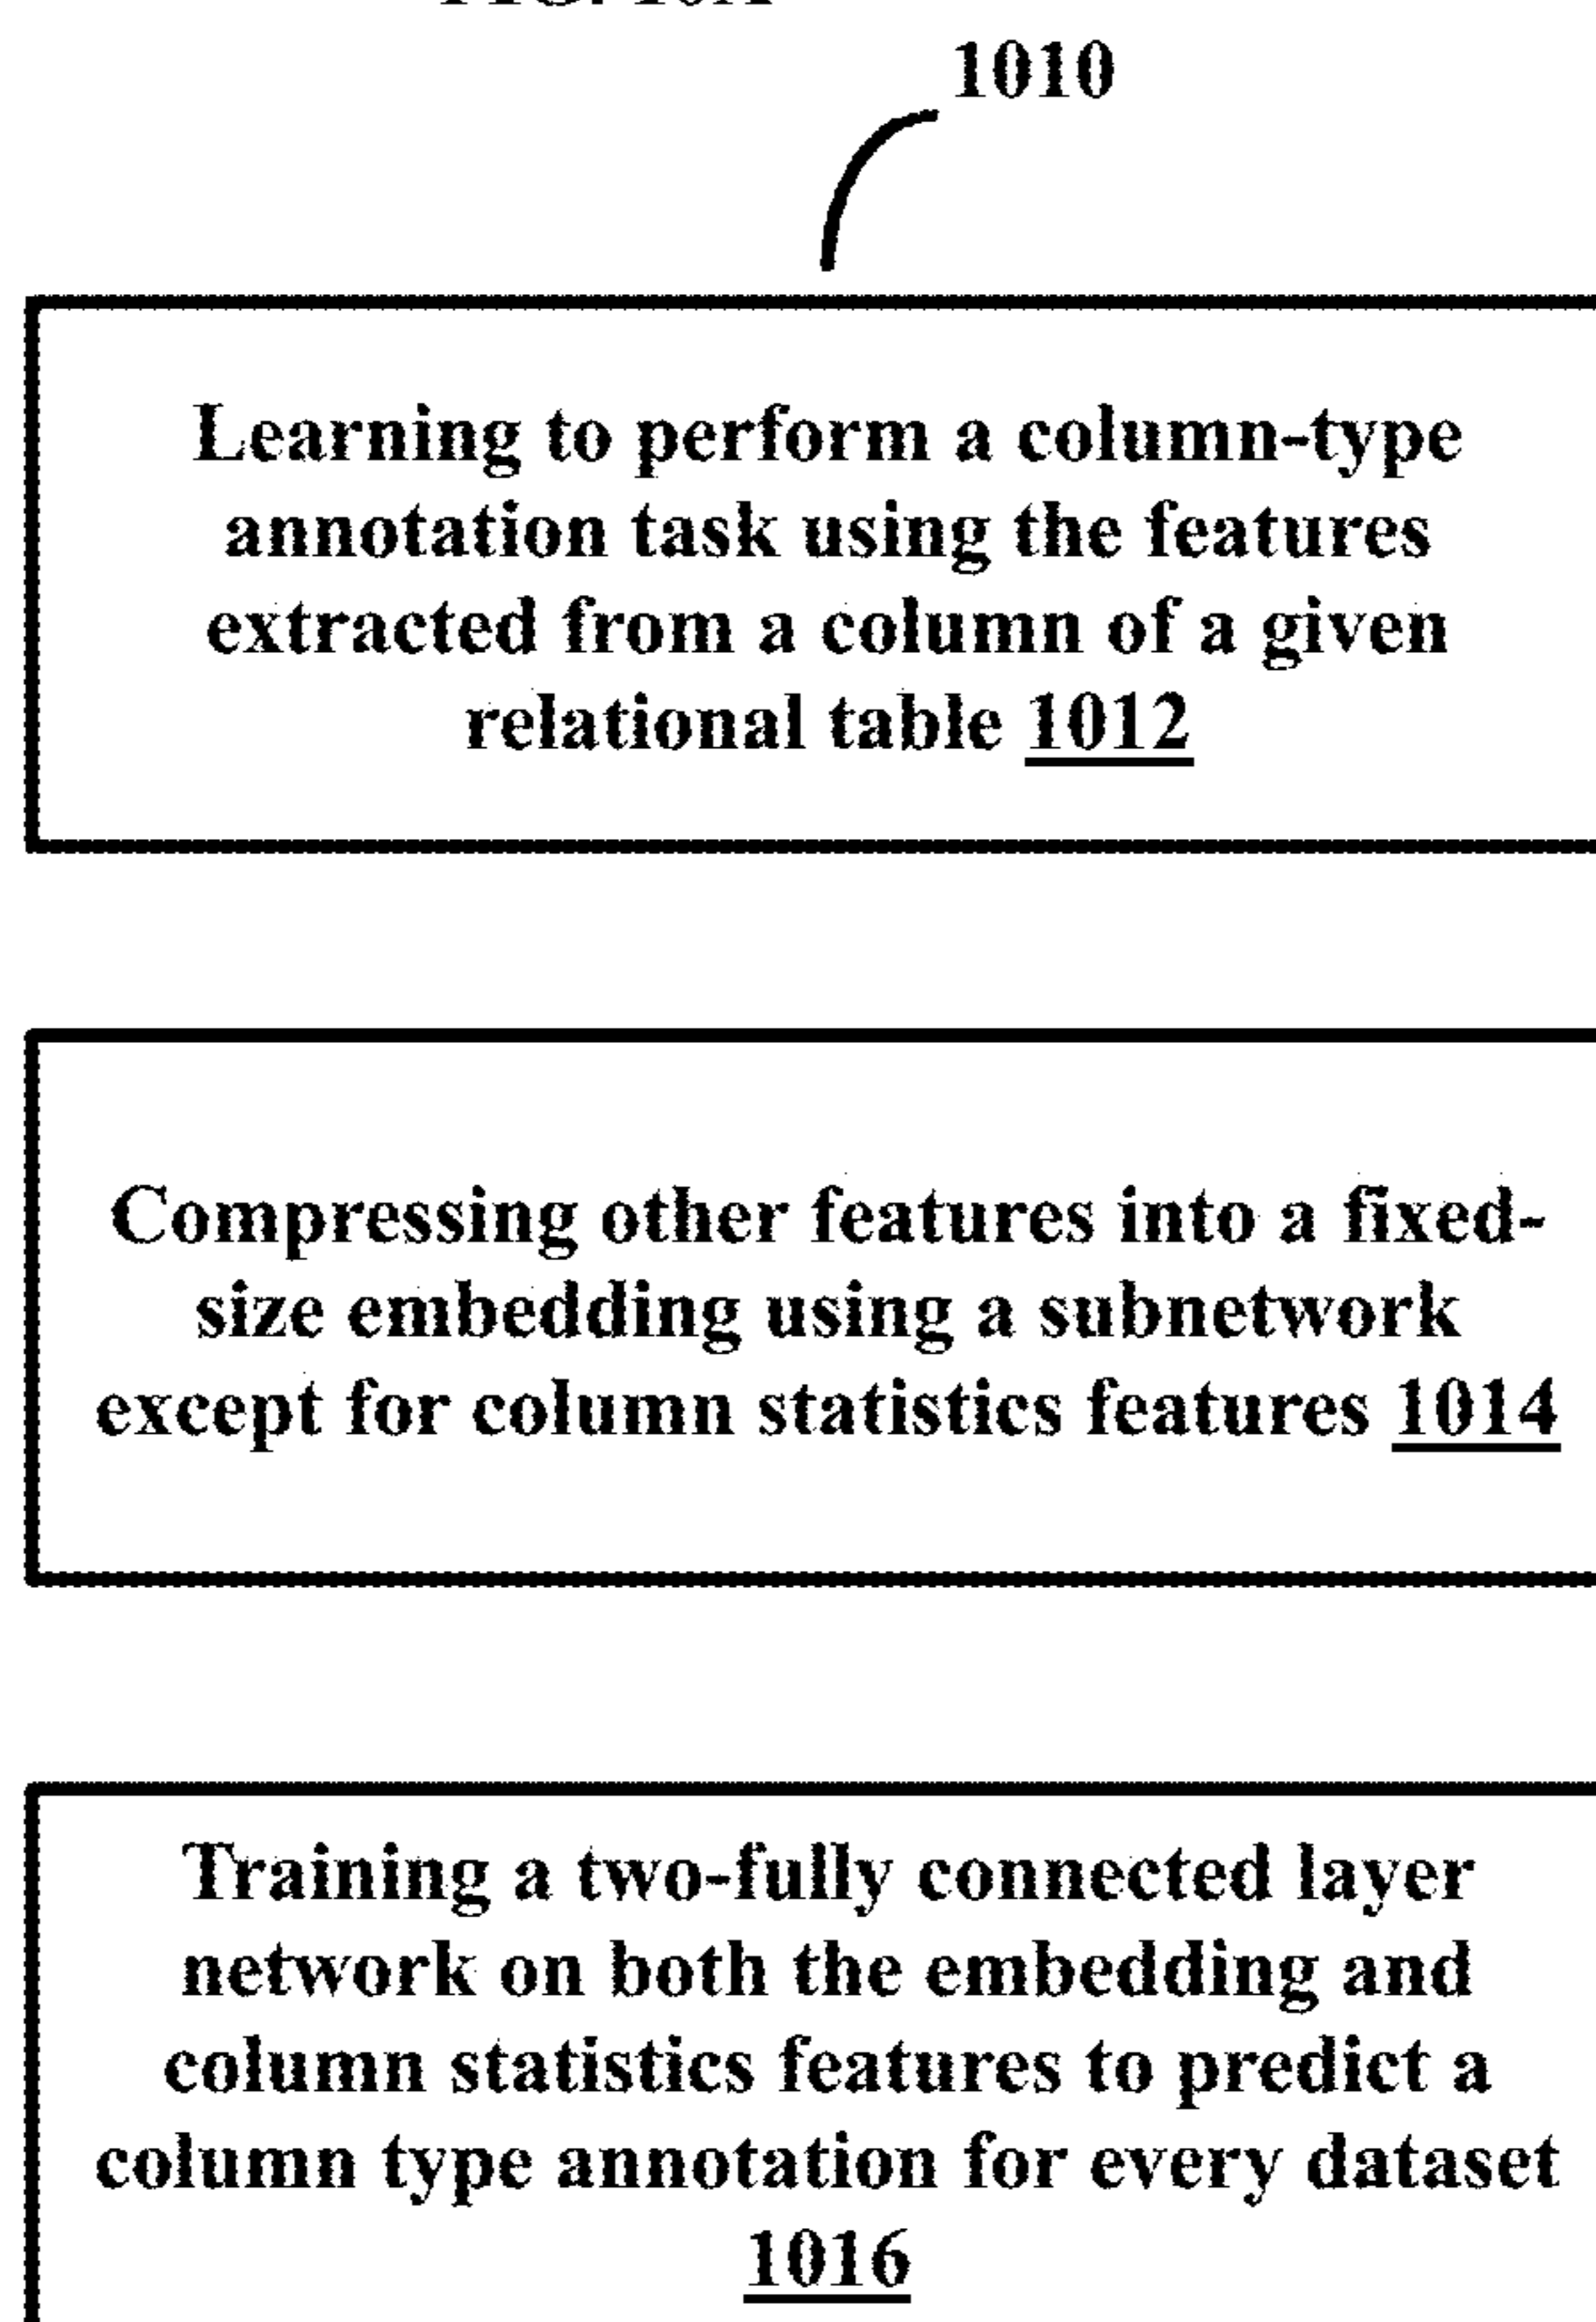 1010
Learning to perform a column-type
annotation task using the features
extracted from a column of a given
relational table 1012
Compressing other features into a fixed-
size embedding using a subnetwork
except for column statistics features 1014
Training a two-fully connected layer
network on both the embedding and
column statistics features to predict a
column type annotation for every dataset
1016